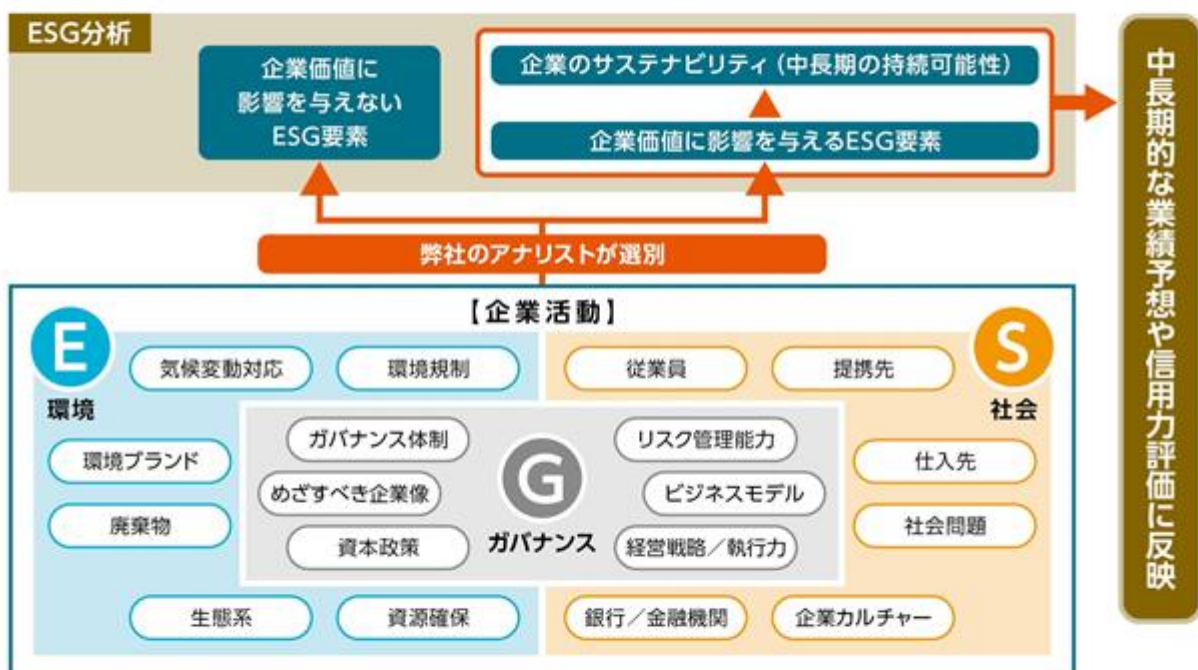 ESG分析
企業価値に
影響を与えない
ESG要素
企業のサステナビリティ（中長期の持続可能性）
企業価値に影響を与えるESG要素
中長期的な業績予想や信用力評価に反映
弊社のアナリストが選別
【企業活動】
E
環境
気候変動対応
環境規制
環境ブランド
廃棄物
生態系
資源確保
ガバナンス体制
めざすべき企業像
資本政策
G
ガバナンス
リスク管理能力
ビジネスモデル
経営戦略／執行力
S
社会
従業員
提携先
仕入先
社会問題
銀行／金融機関
企業カルチャー